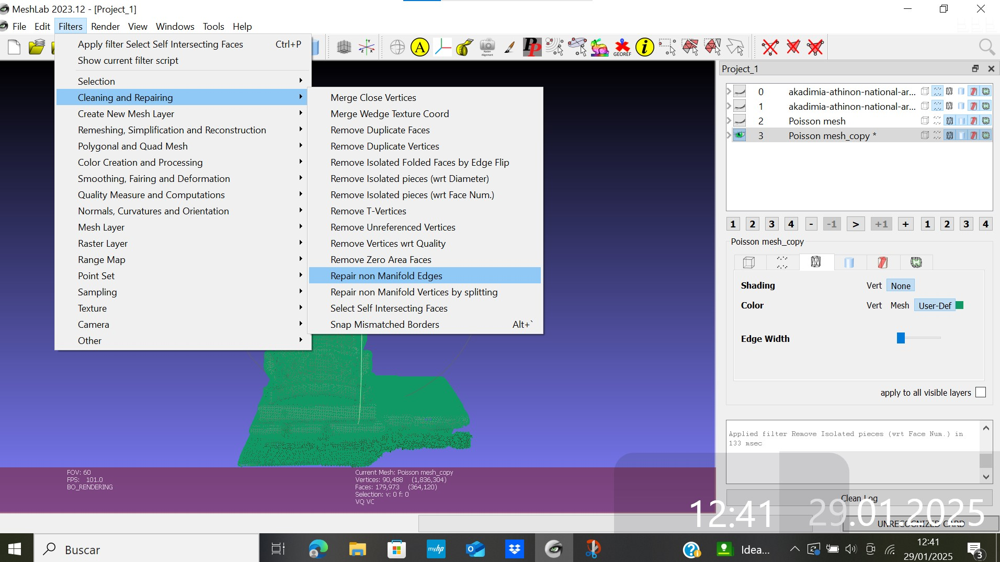 MeshLab 2023.12 - [Project_1]
File Edit Filters Render View Windows Tools Help
Apply filter Select Self Intersecting Faces Ctrl+P
Show current filter script
Selection
Cleaning and Repairing
Create New Mesh Layer
Remeshing, Simplification and Reconstruction
Polygonal and Quad Mesh
Color Creation and Processing
Smoothing, Fairing and Deformation
Quality Measure and Computations
Normals, Curvatures and Orientation
Mesh Layer
Raster Layer
Range Map
Point Set
Sampling
Texture
Camera
Other
Merge Close Vertices
Merge Wedge Texture Coord
Remove Duplicate Faces
Remove Duplicate Vertices
Remove Isolated Folded Faces by Edge Flip
Remove Isolated pieces (wrt Diameter)
Remove Isolated pieces (wrt Face Num.)
Remove T-Vertices
Remove Unreferenced Vertices
Remove Vertices wrt Quality
Remove Zero Area Faces
Repair non Manifold Edges
Repair non Manifold Vertices by splitting
Select Self Intersecting Faces
Snap Mismatched Borders Alt+`
A
Raster Alignment
PP
GEOREF
i
Project_1
0 akadimia-athinon-national-ar...
1 akadimia-athinon-national-ar...
2 Poisson mesh
3 Poisson mesh_copy *
1 2 3 4 - -1 > +1 + 1 2 3 4
Poisson mesh_copy
Shading Vert None
Color Vert Mesh User-Def
Edge Width
apply to all visible layers
Applied filter Remove Isolated pieces (wrt Face Num.) in
133 msec
Clean Log
UNRECOGNIZED CARD
12:41 29.01.2025
FOV: 60
FPS: 101.0
BO_RENDERING
Current Mesh: Poisson mesh_copy
Vertices: 90,488 (1,836,304)
Faces: 179,973 (364,120)
Selection: v: 0 f: 0
VQ VC
Buscar
myhp
Idea...
12:41
29/01/2025
3